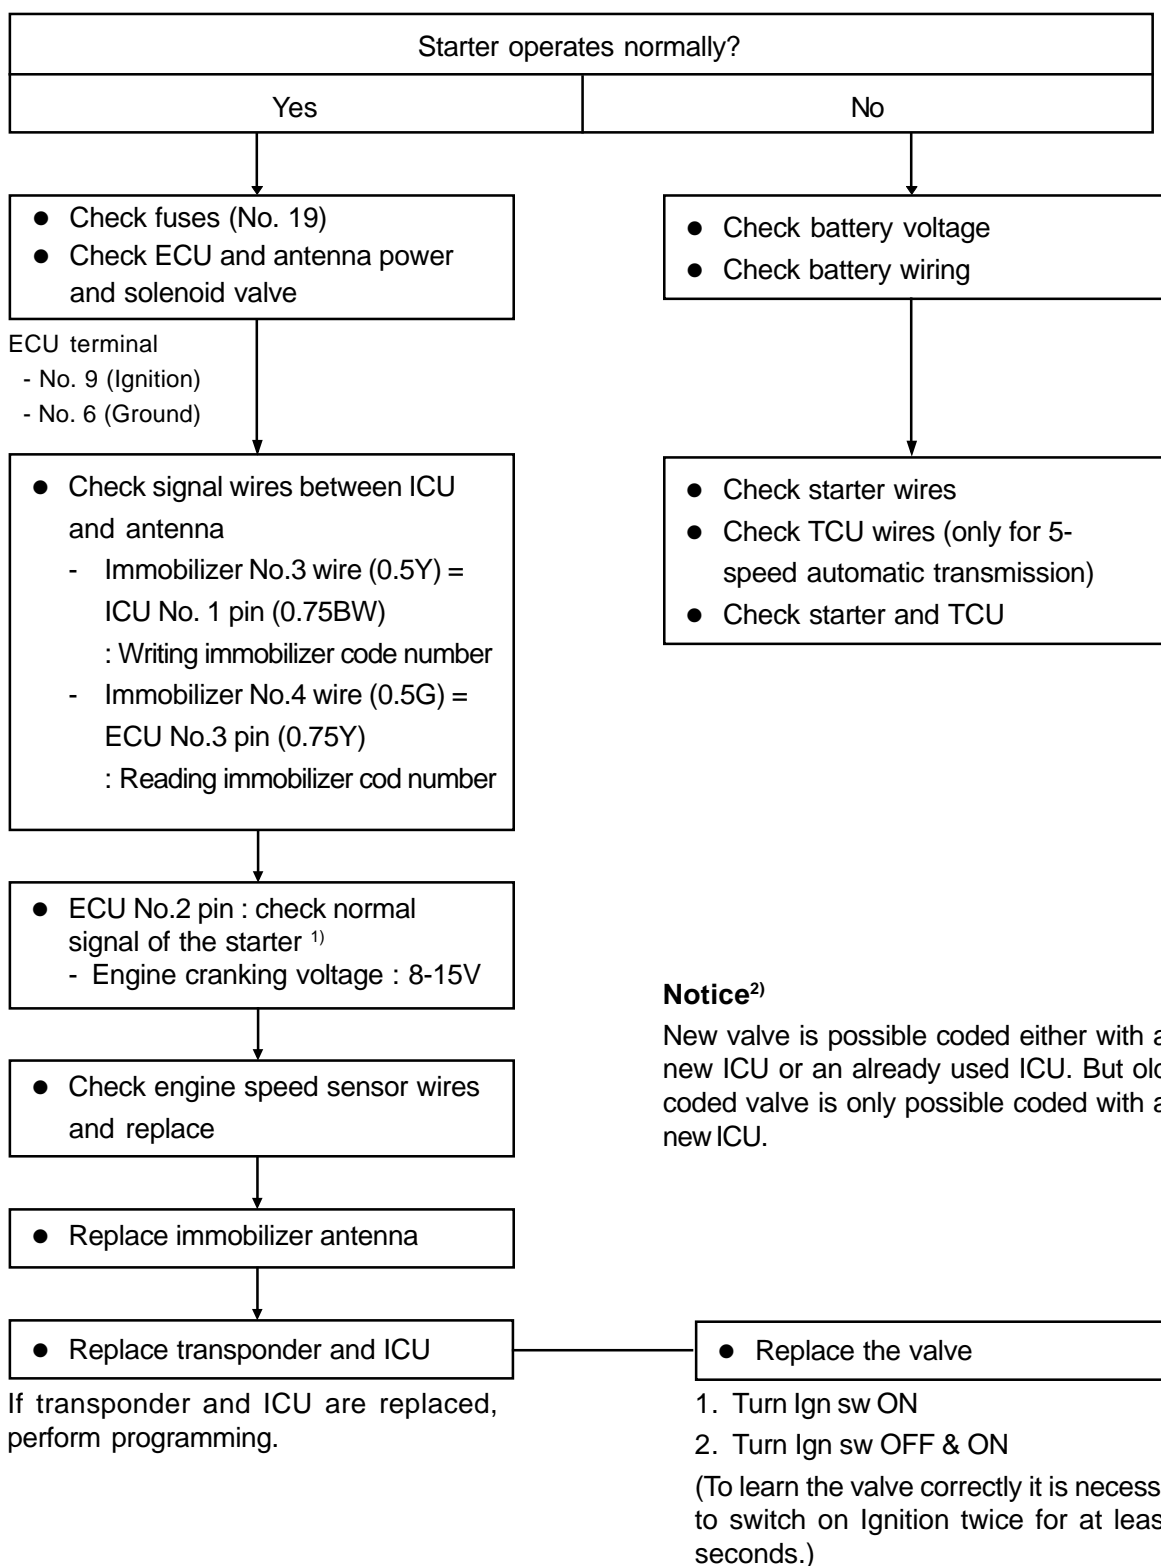 Starter operates normally?
Yes
No
● Check fuses (No. 19)
● Check ECU and antenna power
and solenoid valve
ECU terminal
- No. 9 (Ignition)
- No. 6 (Ground)
● Check signal wires between ICU
and antenna
- Immobilizer No.3 wire (0.5Y) =
ICU No. 1 pin (0.75BW)
: Writing immobilizer code number
- Immobilizer No.4 wire (0.5G) =
ECU No.3 pin (0.75Y)
: Reading immobilizer cod number
● ECU No.2 pin : check normal
signal of the starter 1)
- Engine cranking voltage : 8-15V
● Check engine speed sensor wires
and replace
● Replace immobilizer antenna
● Replace transponder and ICU
If transponder and ICU are replaced,
perform programming.
● Check battery voltage
● Check battery wiring
● Check starter wires
● Check TCU wires (only for 5-
speed automatic transmission)
● Check starter and TCU
Notice2)
New valve is possible coded either with a
new ICU or an already used ICU. But
coded valve is only possible coded with a
new ICU.
● Replace the valve
1. Turn Ign sw ON
2. Turn Ign sw OFF & ON
(To learn the valve correctly it is
to switch on Ignition twice for at
seconds.)